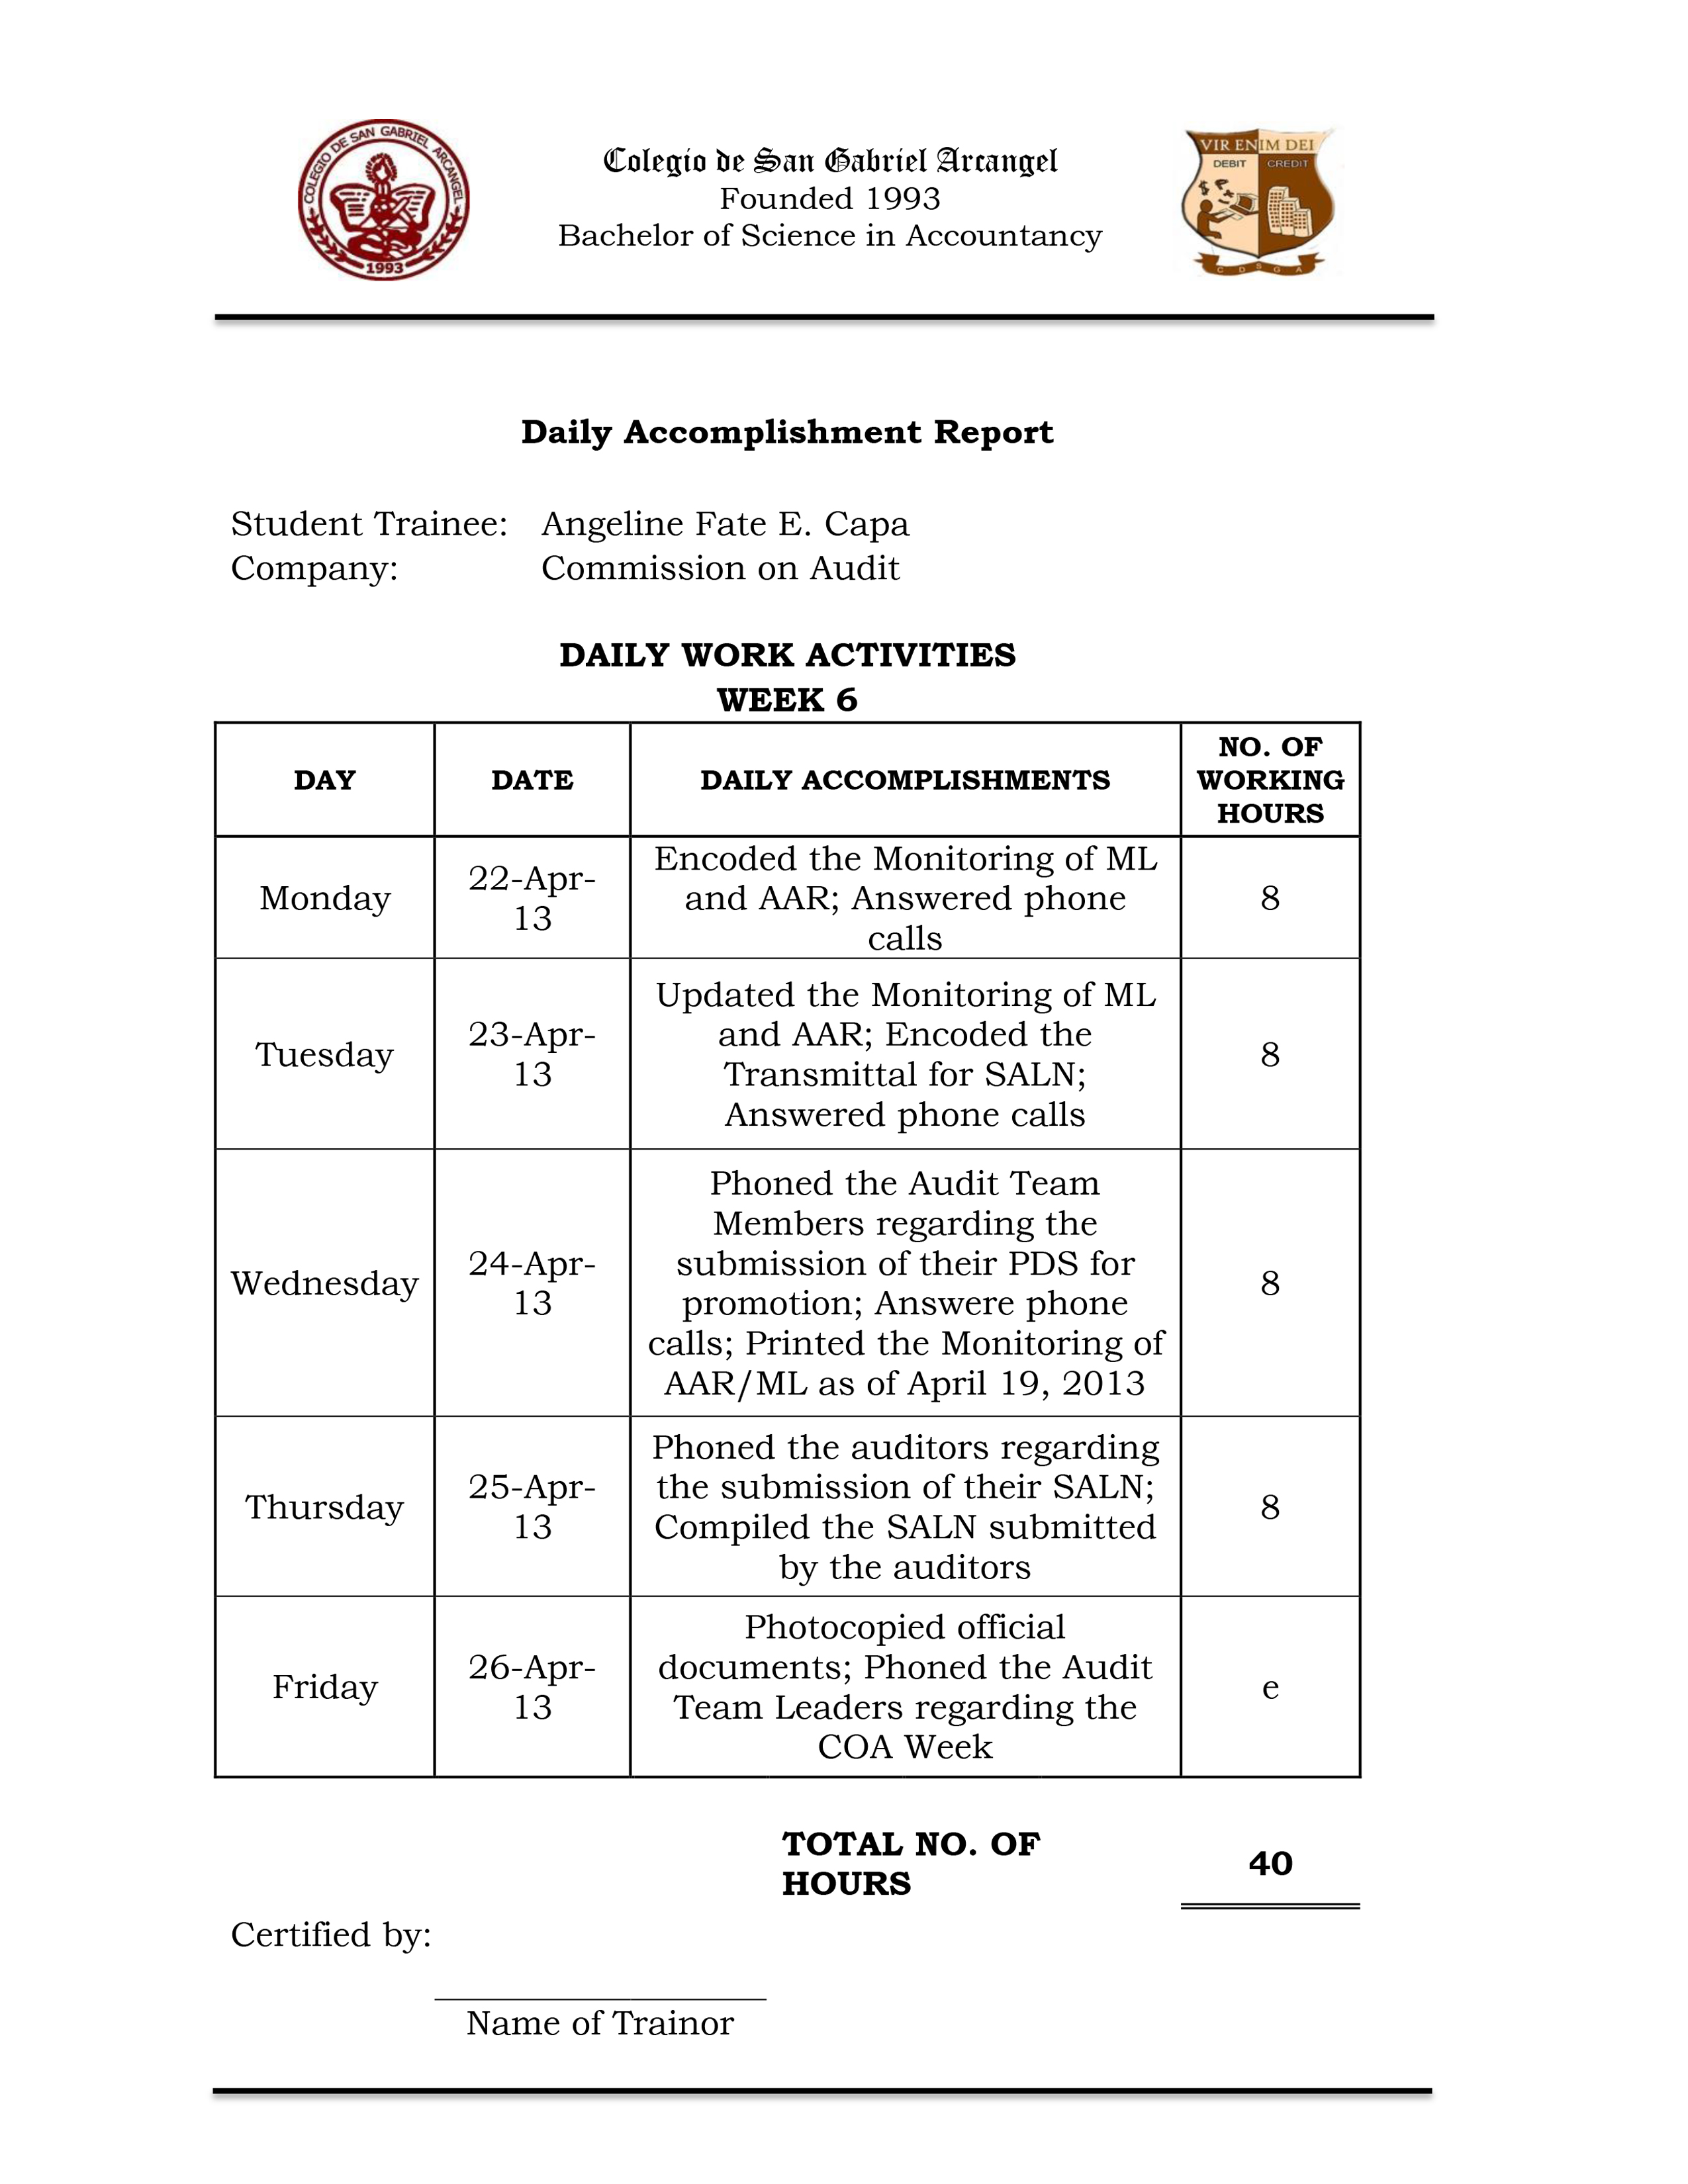 COLEGIO DE SAN GABRIEL ARCANGEL
1993
Colegio de San Gabriel Arcangel
Founded 1993
Bachelor of Science in Accountancy
VIR ENIM DEI
DEBIT CREDIT
C D S G A
Daily Accomplishment Report
Student Trainee: Angeline Fate E. Capa
Company: Commission on Audit
DAILY WORK ACTIVITIES
WEEK 6
DAY DATE DAILY ACCOMPLISHMENTS NO. OF WORKING HOURS
Monday
22-Apr-
13
Encoded the Monitoring of ML
and AAR; Answered phone
calls
8
Tuesday
23-Apr-
13
Updated the Monitoring of ML
and AAR; Encoded the
Transmittal for SALN;
Answered phone calls
8
Wednesday
24-Apr-
13
Phoned the Audit Team
Members regarding the
submission of their PDS for
promotion; Answere phone
calls; Printed the Monitoring of
AAR/ML as of April 19, 2013
8
Thursday
25-Apr-
13
Phoned the auditors regarding
the submission of their SALN;
Compiled the SALN submitted
by the auditors
8
Friday
26-Apr-
13
Photocopied official
documents; Phoned the Audit
Team Leaders regarding the
COA Week
e
TOTAL NO. OF
HOURS
40
Certified by:
Name of Trainor